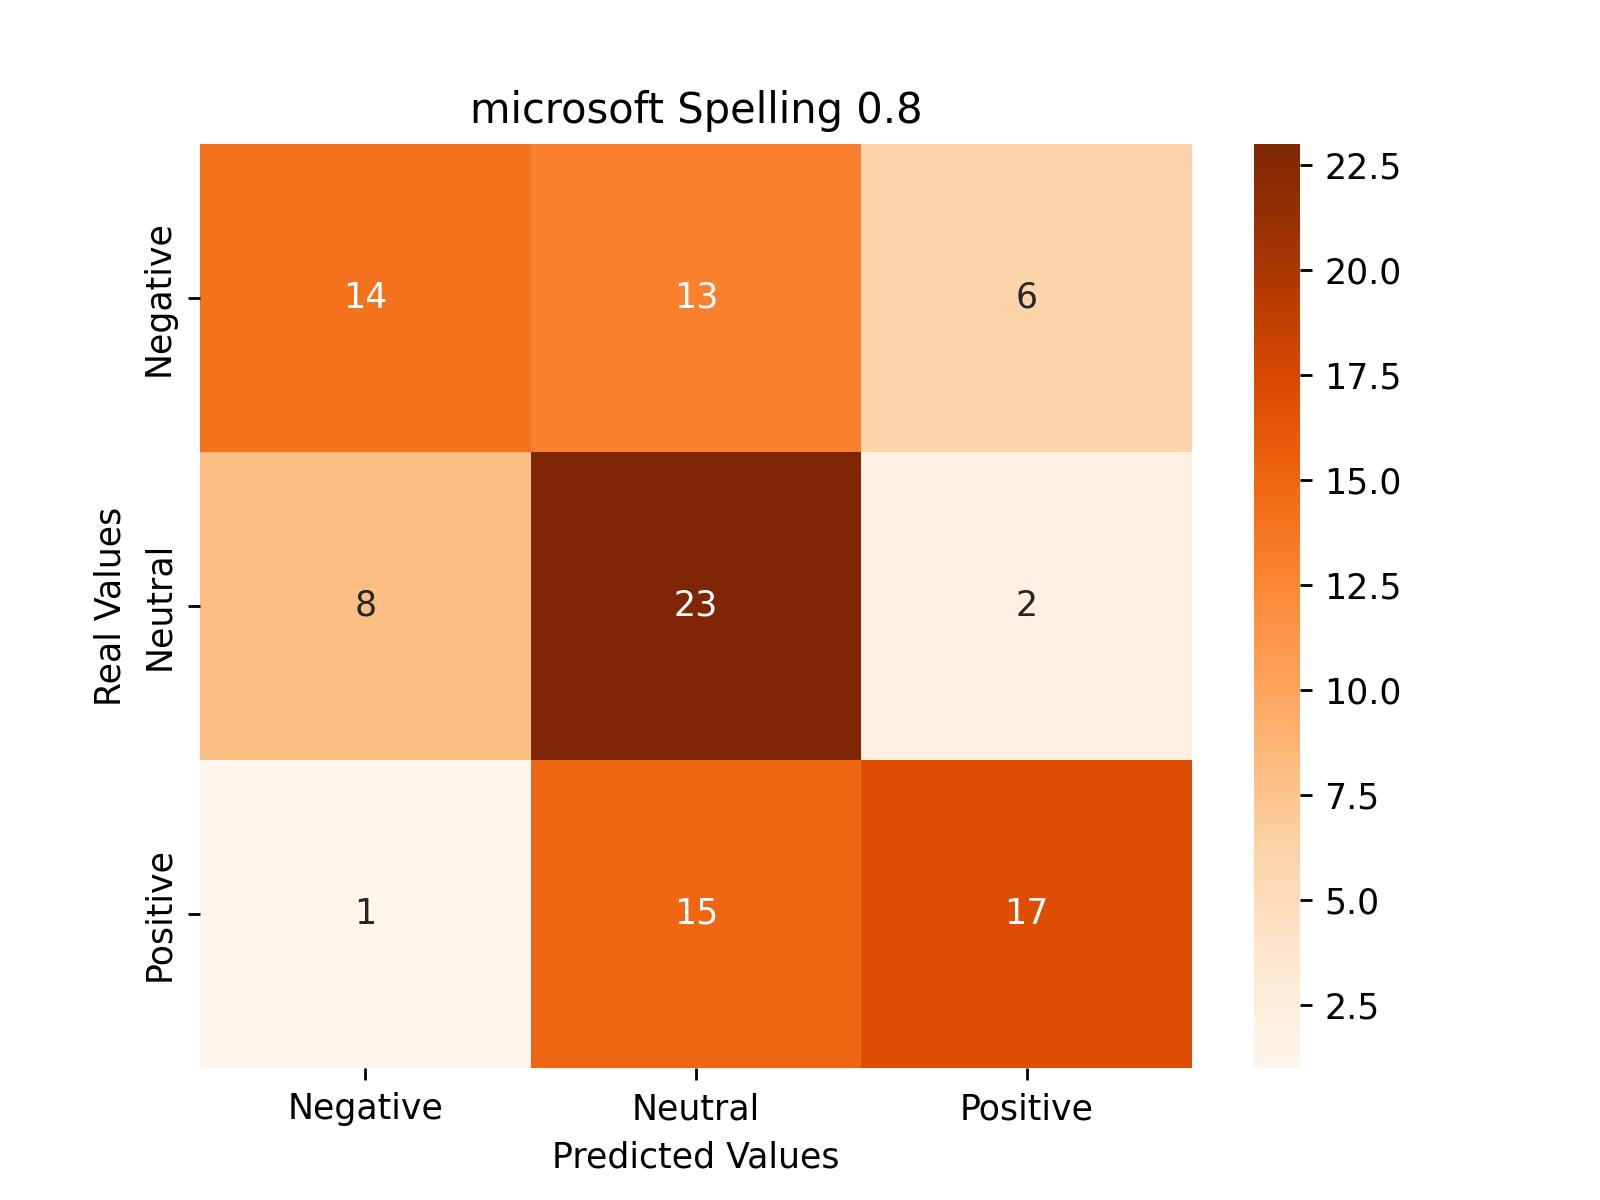 microsoft Spelling 0.8
Real Values
Negative
14
13
6
Neutral
8
23
2
Positive
1
15
17
Negative
Neutral
Positive
Predicted Values
22.5
20.0
17.5
15.0
12.5
10.0
7.5
5.0
2.5